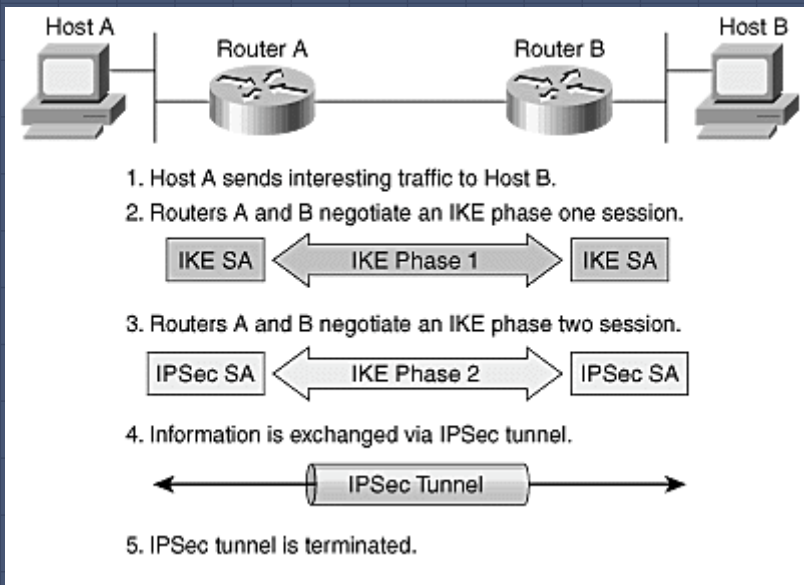 Host A
Host B
Router A
Router B
1. Host A sends interesting traffic to Host B.
2. Routers A and B negotiate an IKE phase one session.
IKE SA
IKE Phase 1
IKE SA
3. Routers A and B negotiate an IKE phase two session.
IPSec SA
IKE Phase 2
IPSec SA
4. Information is exchanged via IPSec tunnel.
IPSec Tunnel
5. IPSec tunnel is terminated.